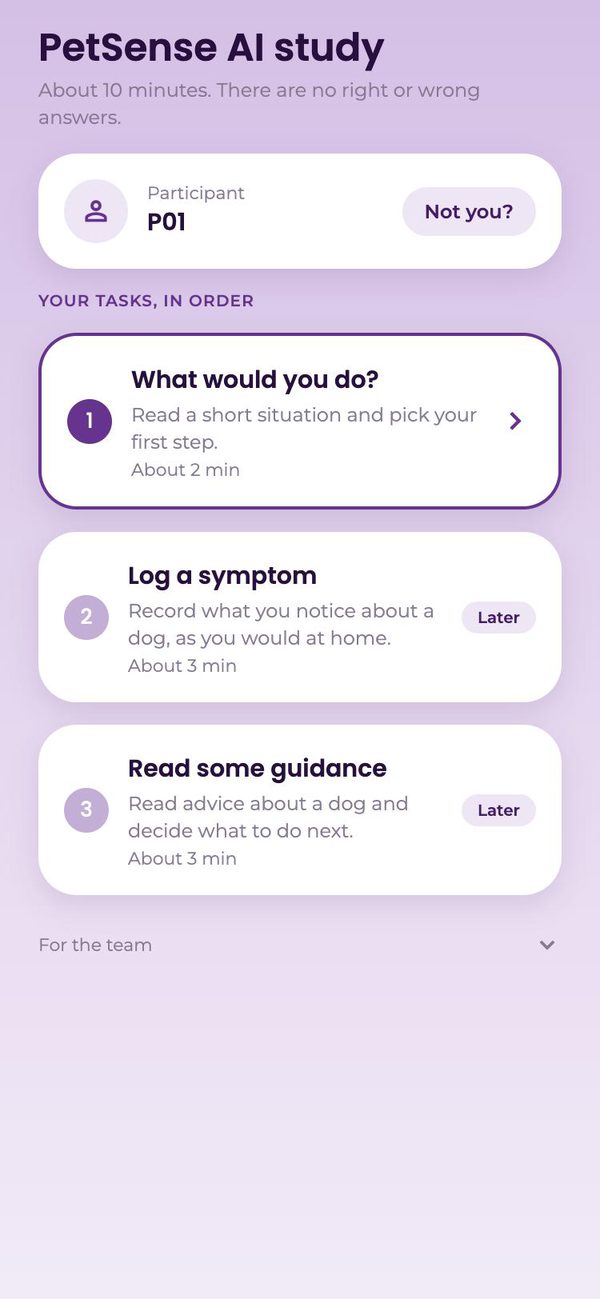 PetSense AI study
About 10 minutes. There are no right or wrong
answers.
Participant
P01
Not you?
YOUR TASKS, IN ORDER
1
What would you do?
Read a short situation and pick your
first step.
About 2 min
2
Log a symptom
Record what you notice about a
dog, as you would at home.
About 3 min
Later
3
Read some guidance
Read advice about a dog and
decide what to do next.
About 3 min
Later
For the team